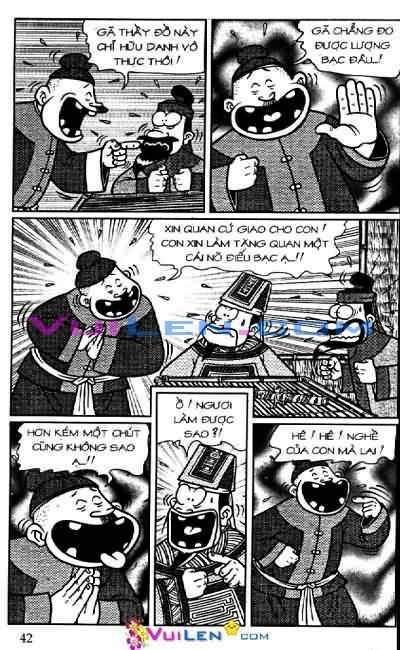 GÃ THẦY ĐỒ NÀY
CHỈ HỮU DANH VÔ
THỰC THÔI!
GÃ CHẲNG ĐO
ĐƯỢC LƯỢNG
BẠC ĐÂU..!
XIN QUAN CỨ GIAO CHO CON!
CON XIN LÀM TẶNG QUAN MỘT
CÁI NÕ ĐIẾU BẠC Ạ...!!
VUILEN.COM
HƠN KÉM MỘT CHÚT
CŨNG KHÔNG SAO
Ạ...!!
Ồ! NGƯƠI
LÀM ĐƯỢC
SAO?!
HÊ! HÊ! NGHỀ
CỦA CON MÀ LẠI!
42
VUILEN.COM